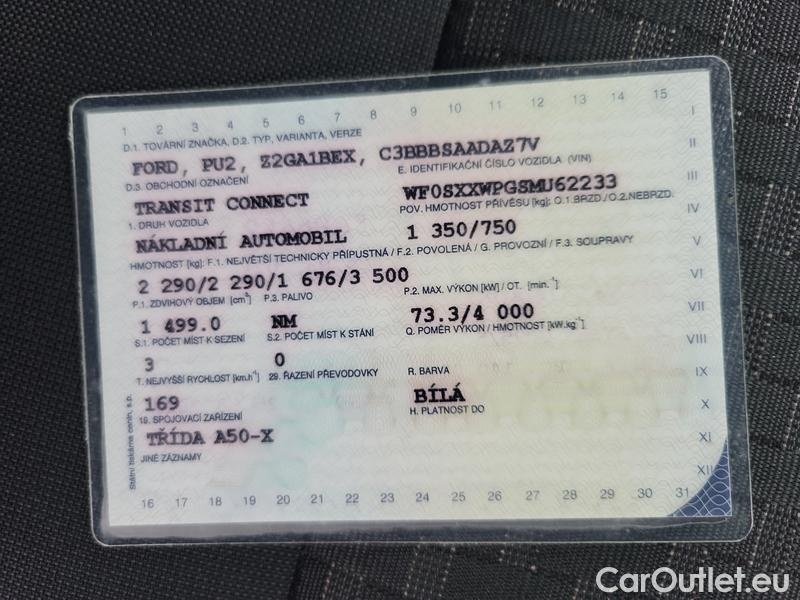 1 2 3 4 5 6 7 8 9 10 11 12 13 14 15
D.1. TOVÁRNÍ ZNAČKA, D.2. TYP, VARIANTA, VERZE
FORD, PU2, Z2GA1BEX, C3BBBSAADAZ7V
E. IDENTIFIKAČNÍ ČÍSLO VOZIDLA (VIN)
D.3. OBCHODNÍ OZNAČENÍ
TRANSIT CONNECT WF0SXXWPGSMU62233
POV. HMOTNOST PŘÍVĚSU [kg]: O.1.BRZD./O.2.NEBRZD.
1. DRUH VOZIDLA
NÁKLADNÍ AUTOMOBIL 1 350/750
HMOTNOST [kg]: F.1. NEJVĚTŠÍ TECHNICKY PŘÍPUSTNÁ / F.2. POVOLENÁ / G. PROVOZNÍ / F.3. SOUPRAVY
2 290/2 290/1 676/3 500
P.1. ZDVIHOVÝ OBJEM [cm³] P.3. PALIVO P.2. MAX. VÝKON [kW] / OT. [min.⁻¹]
1 499.0 NM 73.3/4 000
S.1. POČET MÍST K SEZENÍ S.2. POČET MÍST K STÁNÍ Q. POMĚR VÝKON / HMOTNOST [kW.kg⁻¹]
3 0
T. NEJVYŠŠÍ RYCHLOST [km.h⁻¹] 29. ŘAZENÍ PŘEVODOVKY R. BARVA
169 BÍLÁ
19. SPOJOVACÍ ZAŘÍZENÍ H. PLATNOST DO
TŘÍDA A50-X
JINÉ ZÁZNAMY
16 17 18 19 20 21 22 23 24 25 26 27 28 29 30 31
I
II
III
IV
V
VI
VII
VIII
IX
X
XI
XII
Státní tiskárna cenin, s.p.
CarOutlet.eu